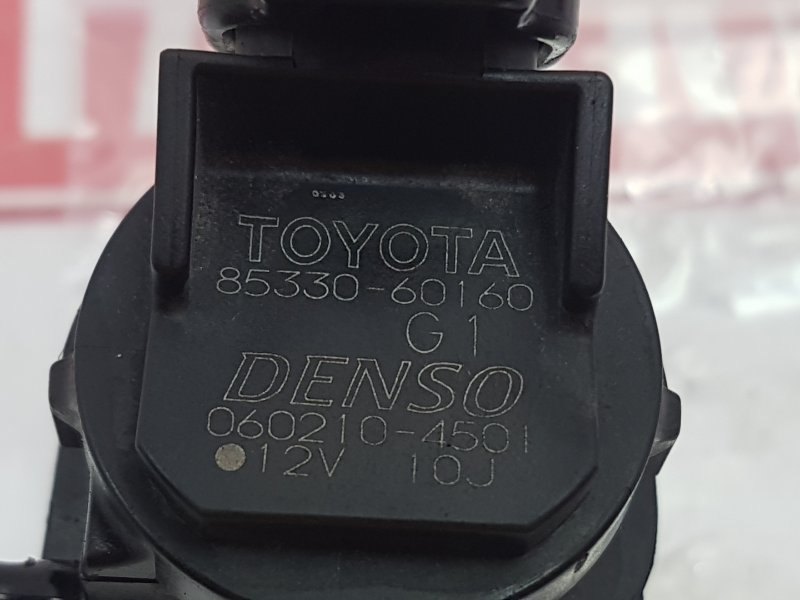 TOYOTA
85330-60160
G1
DENSO
060210-4501
12V 10J